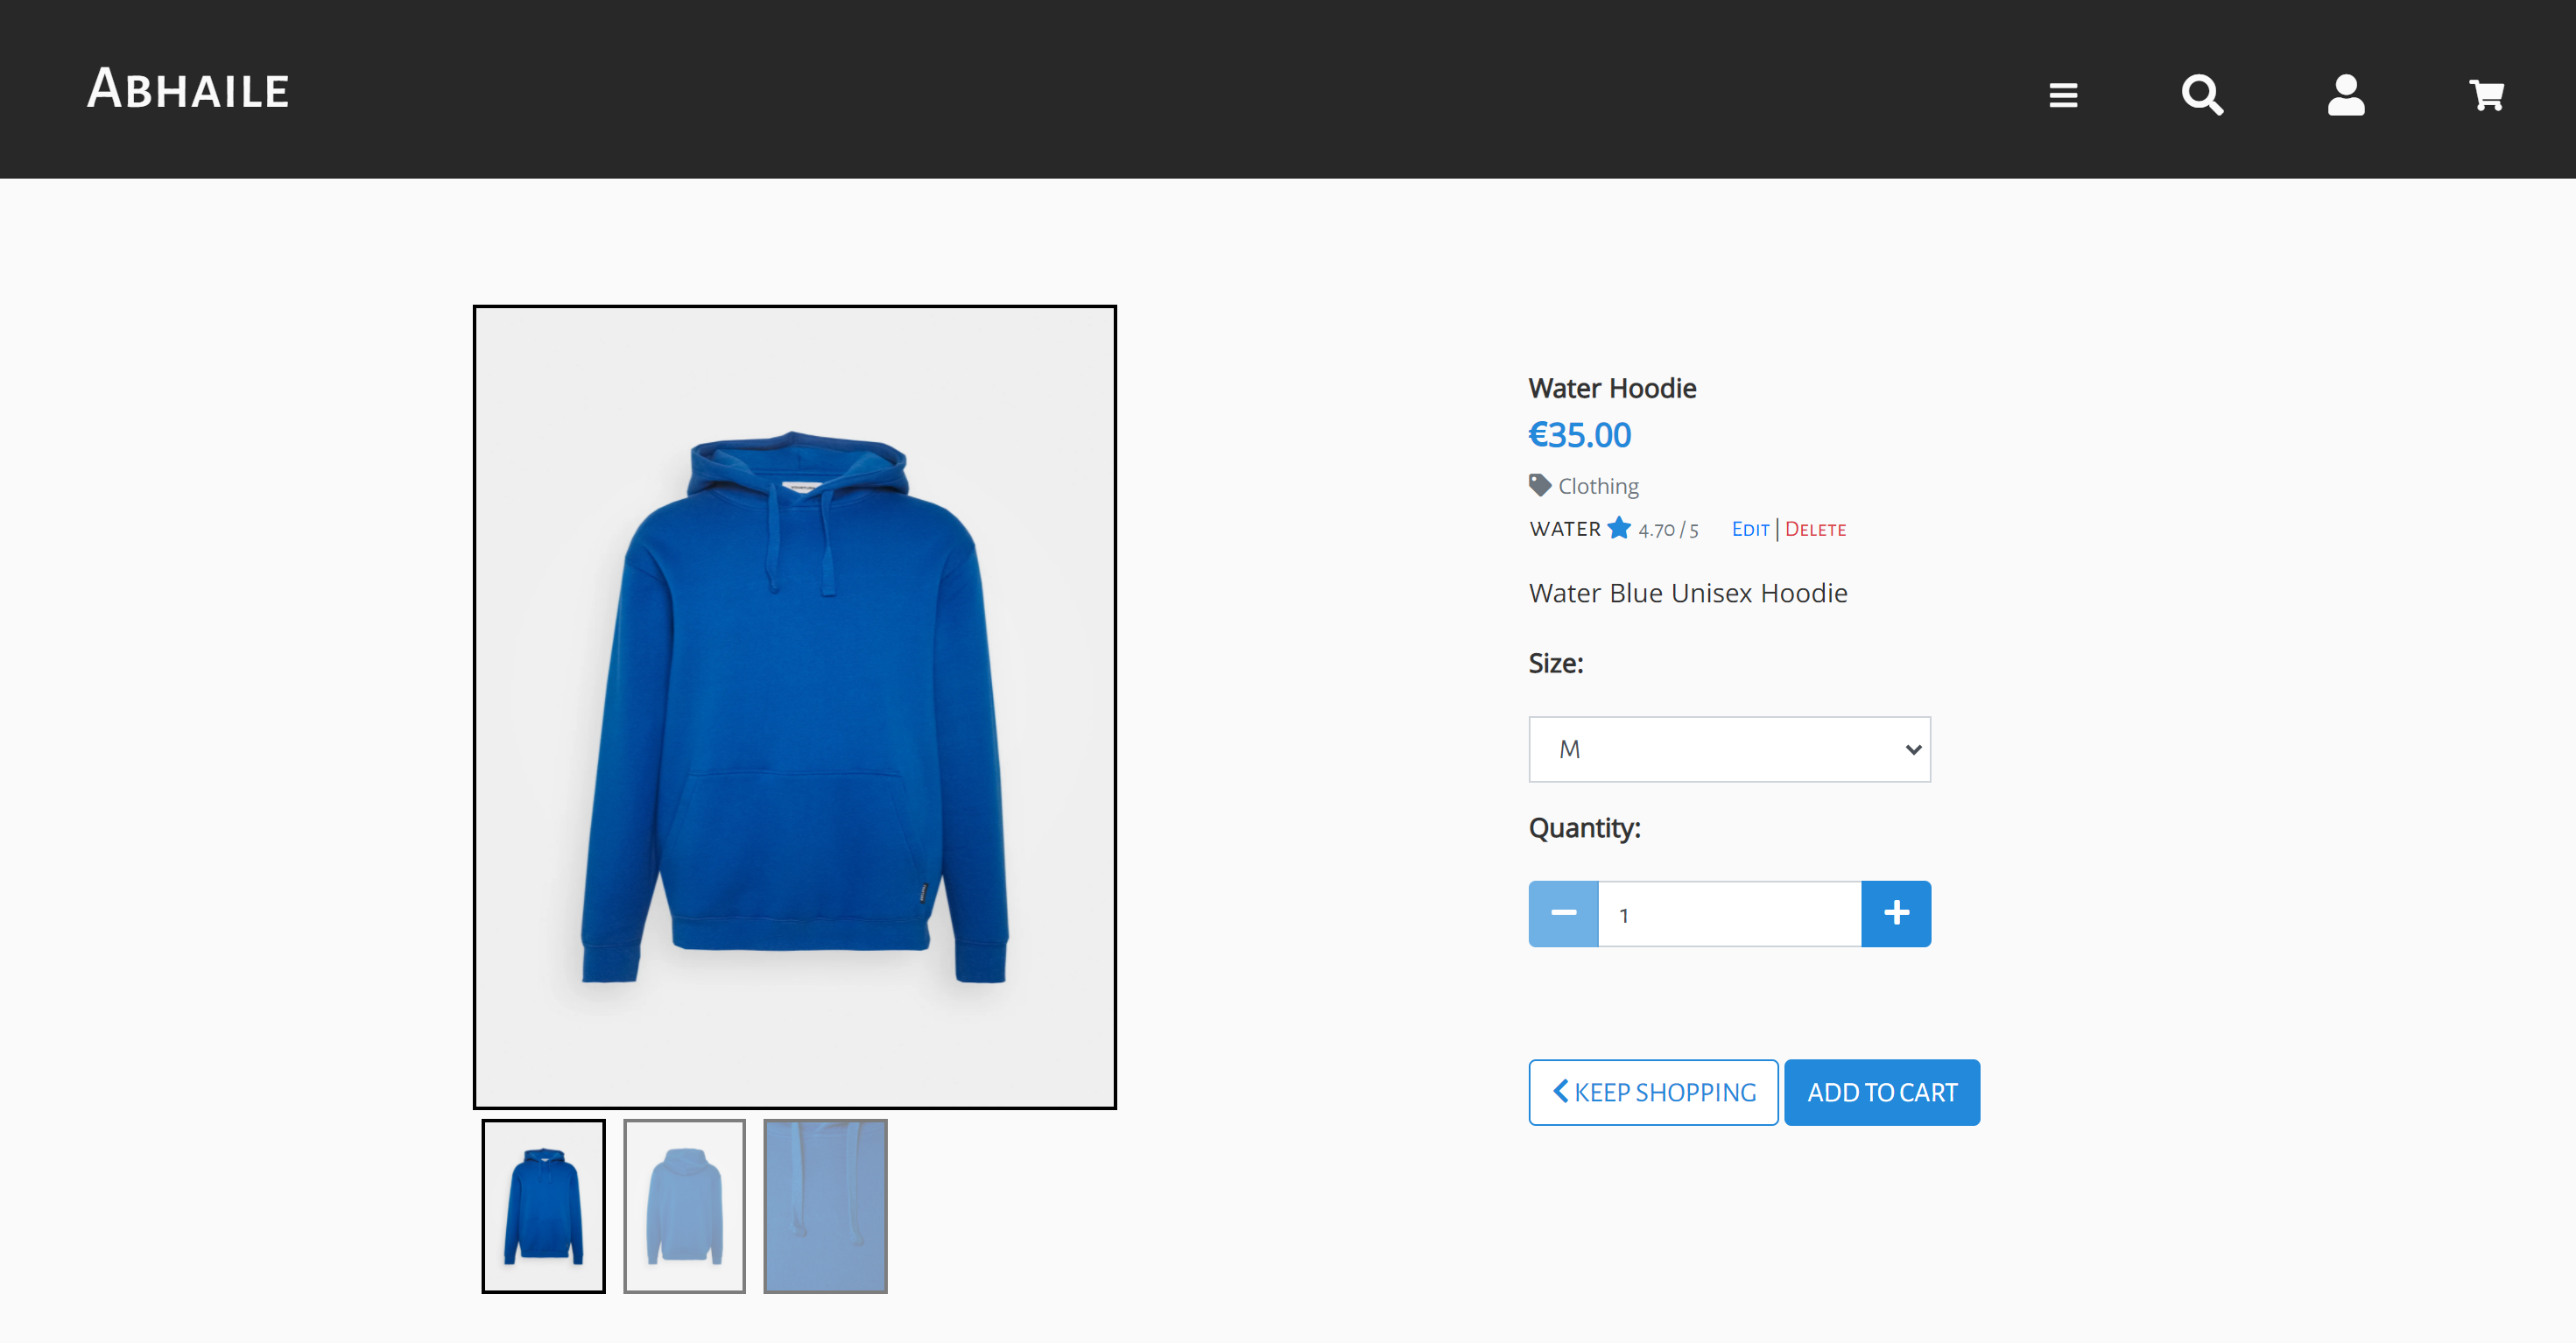 ABHAILE
Water Hoodie
€35.00
Clothing
WATER 4.70 / 5 EDIT | DELETE
Water Blue Unisex Hoodie
Size:
M
Quantity:
1
KEEP SHOPPING ADD TO CART